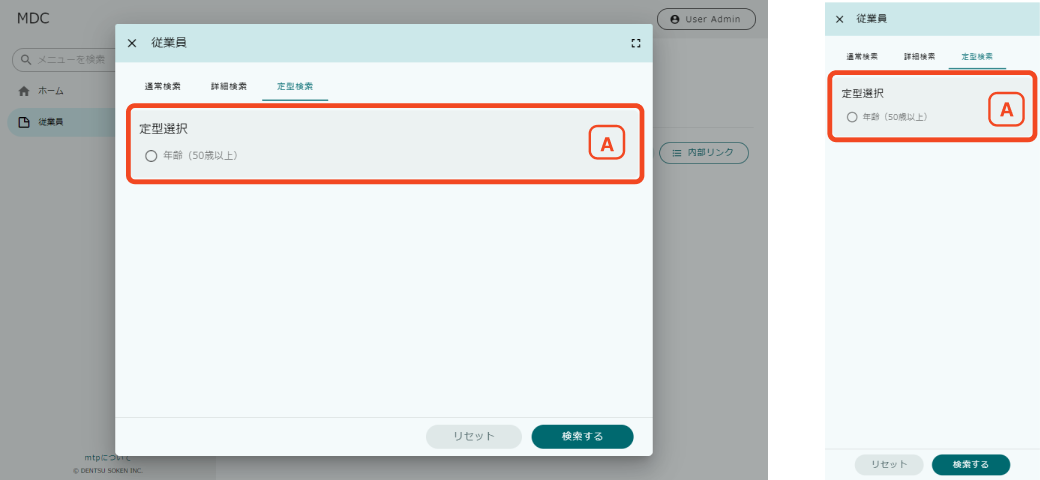 MDC
User Admin
メニューを検索
ホーム
従業員
内部リンク
mtpについて
© DENTSU SOKEN INC.
従業員
通常検索 詳細検索 定型検索
定型選択
年齢（50歳以上）
A
リセット 検索する
従業員
通常検索 詳細検索 定型検索
定型選択
年齢（50歳以上）
A
リセット 検索する